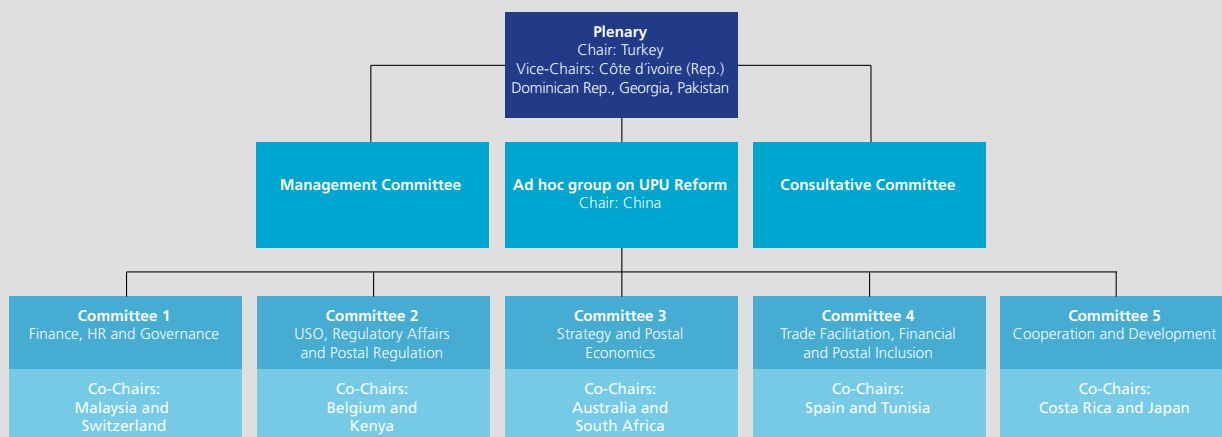 Plenary
Chair: Turkey
Vice-Chairs: Côte d´ivoire (Rep.)
Dominican Rep., Georgia, Pakistan
Management Committee
Ad hoc group on UPU Reform
Chair: China
Consultative Committee
Committee 1
Finance, HR and Governance
Co-Chairs:
Malaysia and
Switzerland
Committee 2
USO, Regulatory Affairs
and Postal Regulation
Co-Chairs:
Belgium and
Kenya
Committee 3
Strategy and Postal
Economics
Co-Chairs:
Australia and
South Africa
Committee 4
Trade Facilitation, Financial
and Postal Inclusion
Co-Chairs:
Spain and Tunisia
Committee 5
Cooperation and Development
Co-Chairs:
Costa Rica and Japan